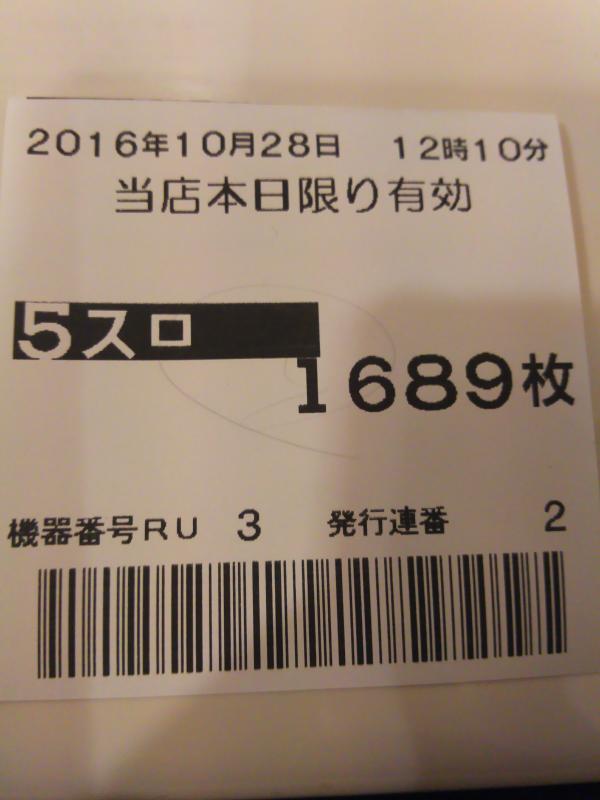 2016年10月28日 12時10分
当店本日限り有効
5スロ
1689枚
機器番号RU 3 発行連番 2